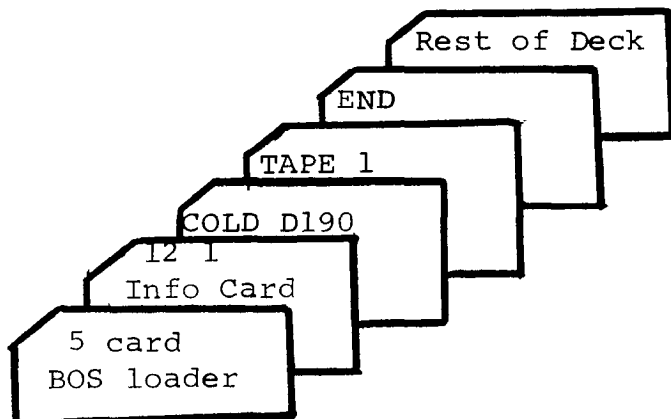 Rest of Deck
END
TAPE 1
COLD D190
12 1
Info Card
5 card
BOS loader